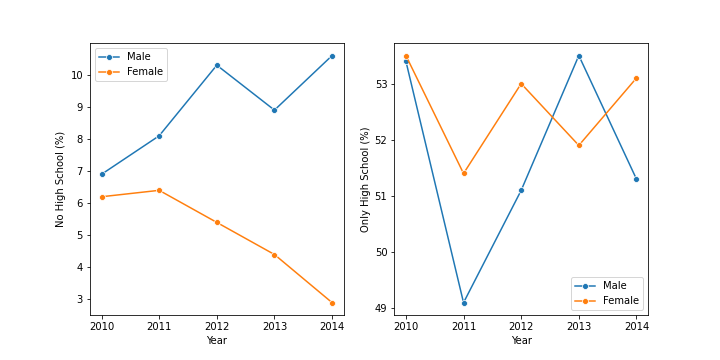 No High School (%)
10
9
8
7
6
5
4
3
Male
Female
2010 2011 2012 2013 2014
Year
Only High School (%)
53
52
51
50
49
Male
Female
2010 2011 2012 2013 2014
Year